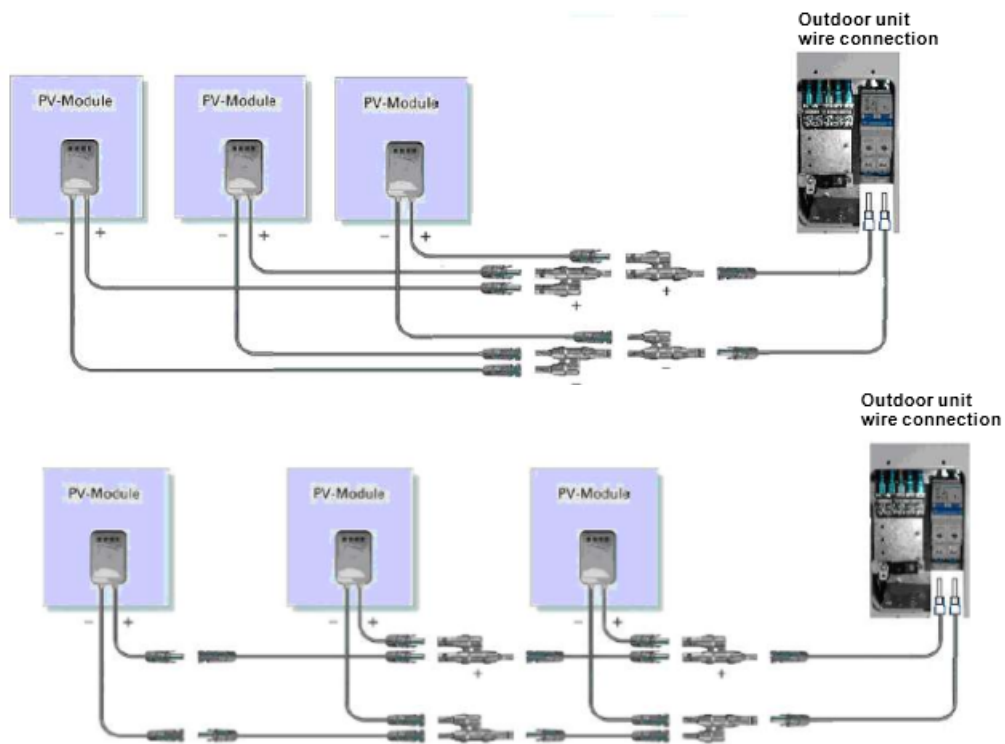 Outdoor unit
wire connection
PV-Module
PV-Module
PV-Module
-
+
-
+
-
+
+
+
-
-
Outdoor unit
wire connection
PV-Module
PV-Module
PV-Module
-
+
-
+
-
+
+
+